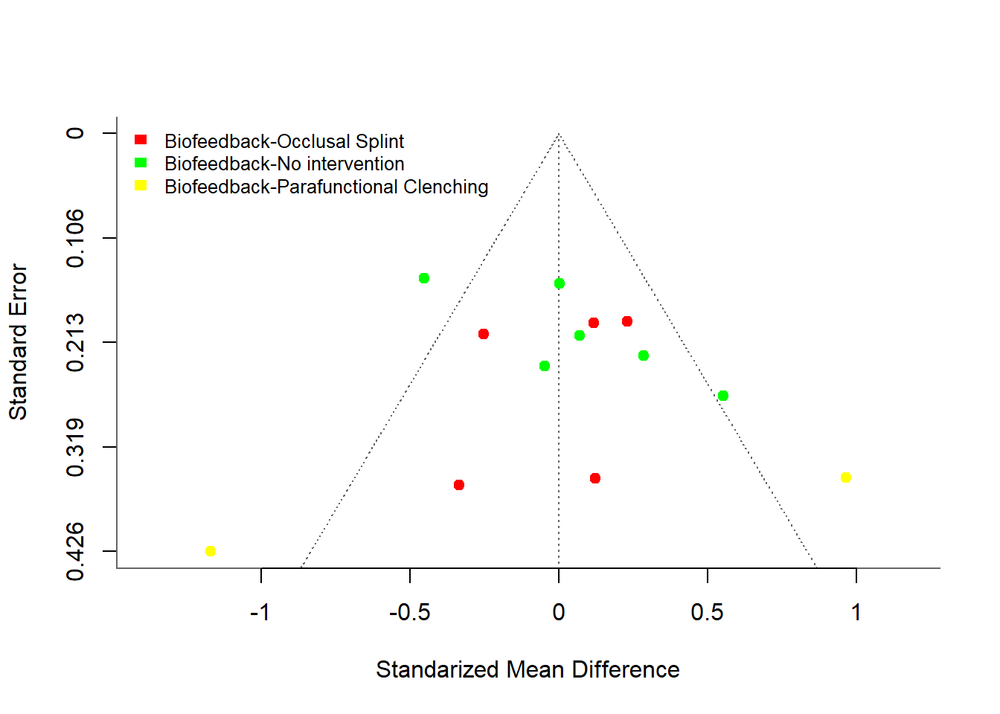 Biofeedback-Occlusal Splint
Biofeedback-No intervention
Biofeedback-Parafunctional Clenching
Standard Error
0
0.106
0.213
0.319
0.426
-1
-0.5
0
0.5
1
Standarized Mean Difference